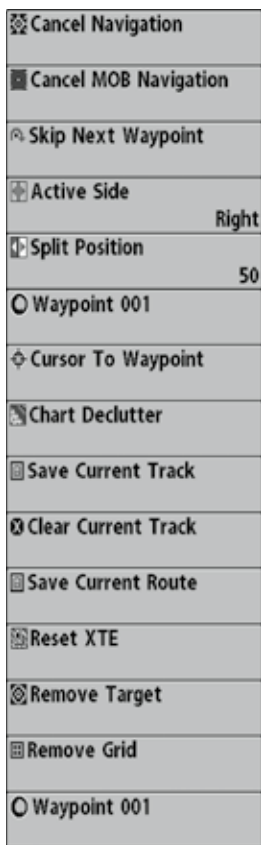 Cancel Navigation
Cancel MOB Navigation
Skip Next Waypoint
Active Side
Right
Split Position
50
Waypoint 001
Cursor To Waypoint
Chart Declutter
Save Current Track
Clear Current Track
Save Current Route
Reset XTE
Remove Target
Remove Grid
Waypoint 001